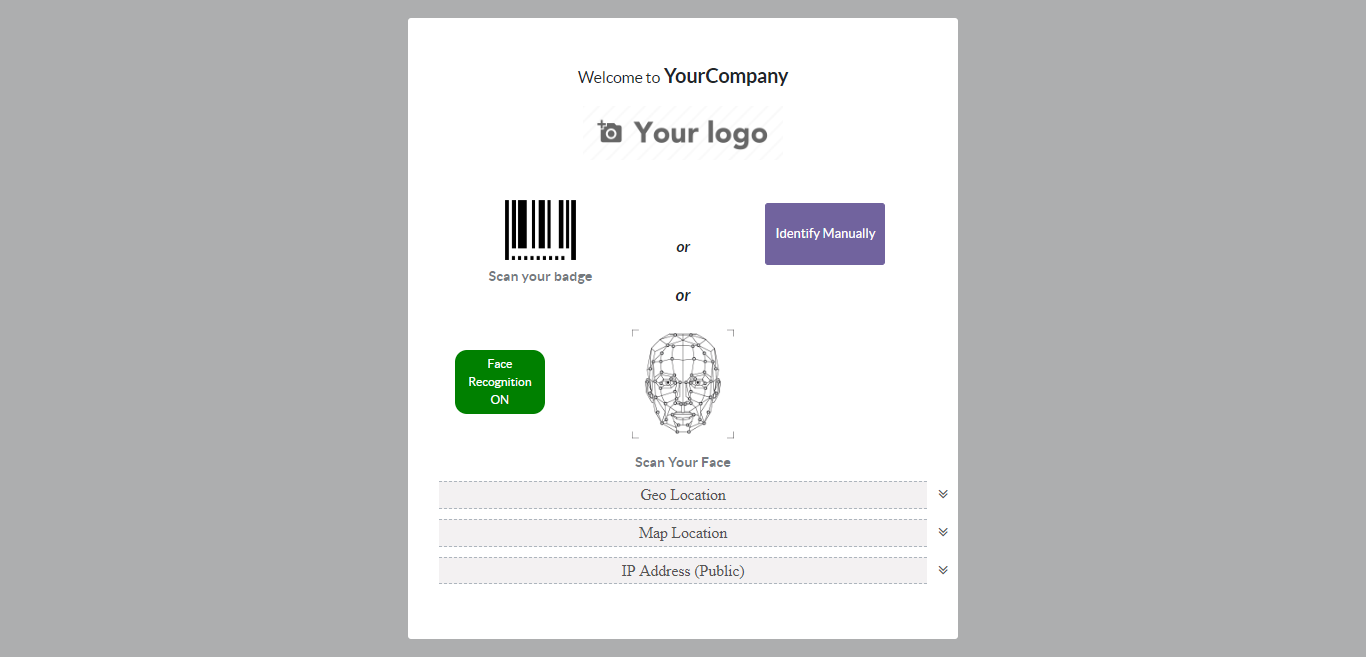 Welcome to YourCompany
Your logo
or
Identify Manually
Scan your badge
or
Face
Recognition
ON
Scan Your Face
Geo Location
Map Location
IP Address (Public)